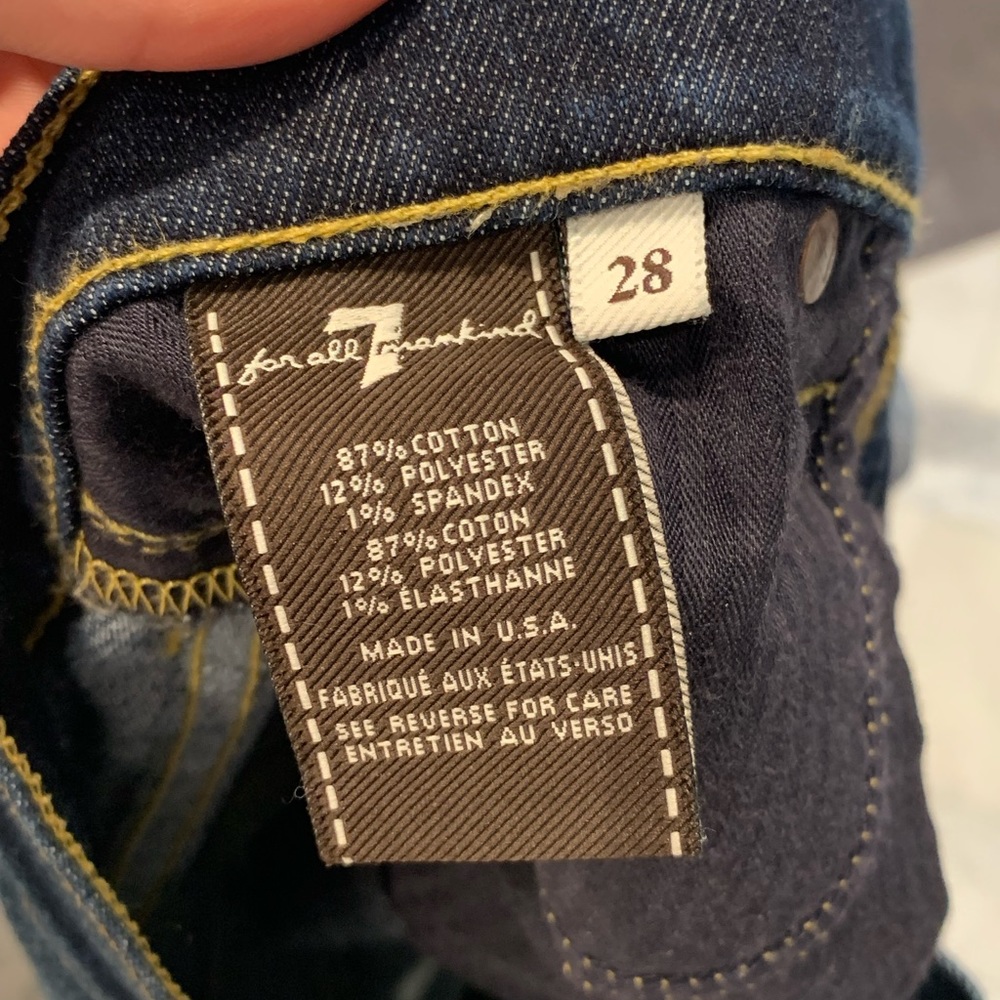 28
for all 7 mankind
87% COTTON
12% POLYESTER
1% SPANDEX
87% COTON
12% POLYESTER
1% ÉLASTHANNE
MADE IN U.S.A.
FABRIQUÉ AUX ÉTATS-UNIS
SEE REVERSE FOR CARE
ENTRETIEN AU VERSO